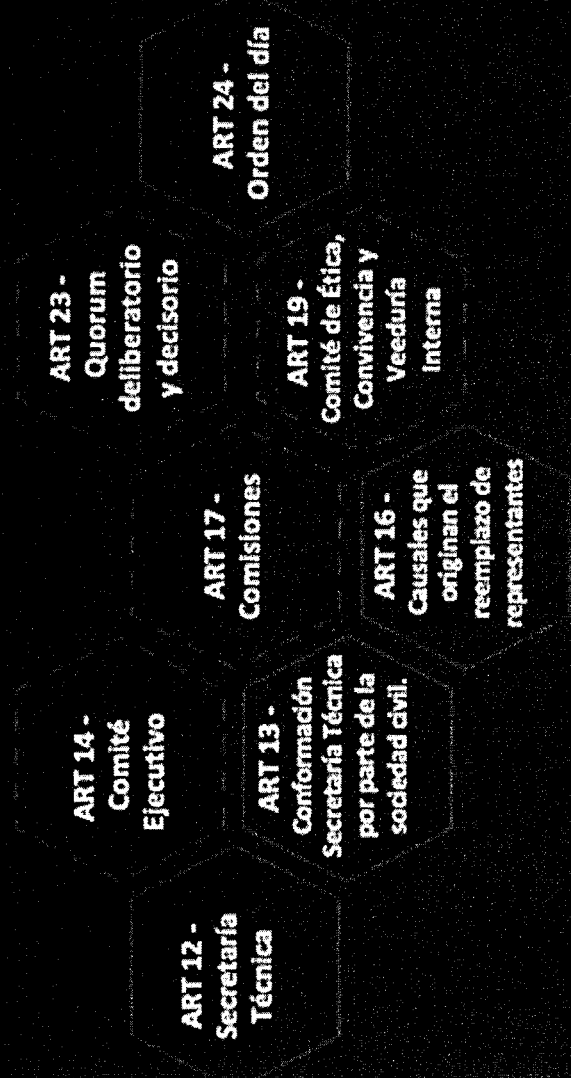 ART 12 -
Secretaría
Técnica
ART 14 -
Comité
Ejecutivo
ART 13 -
Conformación
Secretaría Técnica
por parte de la
sociedad civil.
ART 17 -
Comisiones
ART 16 -
Causales que
originan el
reemplazo de
representantes
ART 23 -
Quorum
deliberatorio
y decisorio
ART 19 -
Comité de Ética,
Convivencia y
Veeduría
Interna
ART 24 -
Orden del día